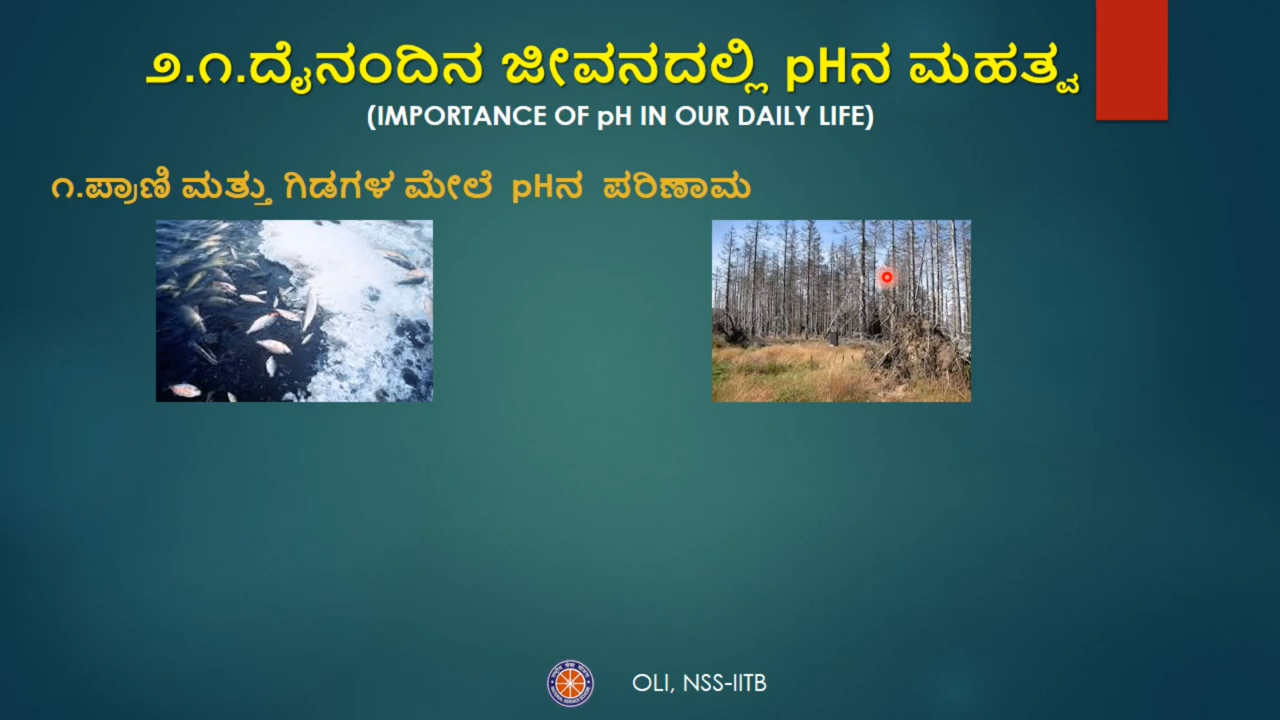 ೨.೧.ದೈನಂದಿನ ಜೀವನದಲ್ಲಿ pHನ ಮಹತ್ವ
(IMPORTANCE OF pH IN OUR DAILY LIFE)
೧.ಪ್ರಾಣಿ ಮತ್ತು ಗಿಡಗಳ ಮೇಲೆ pHನ ಪರಿಣಾಮ
OLI, NSS-IITB